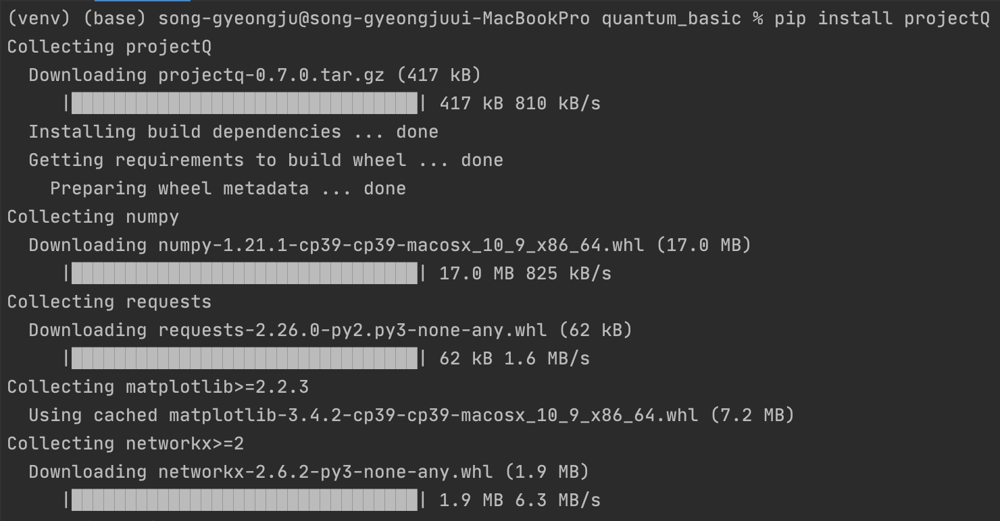 (venv) (base) song-gyeongju@song-gyeongjuui-MacBookPro quantum_basic % pip install projectQ
Collecting projectQ
  Downloading projectq-0.7.0.tar.gz (417 kB)
     |████████████████████████████████| 417 kB 810 kB/s
  Installing build dependencies ... done
  Getting requirements to build wheel ... done
    Preparing wheel metadata ... done
Collecting numpy
  Downloading numpy-1.21.1-cp39-cp39-macosx_10_9_x86_64.whl (17.0 MB)
     |████████████████████████████████| 17.0 MB 825 kB/s
Collecting requests
  Downloading requests-2.26.0-py2.py3-none-any.whl (62 kB)
     |████████████████████████████████| 62 kB 1.6 MB/s
Collecting matplotlib>=2.2.3
  Using cached matplotlib-3.4.2-cp39-cp39-macosx_10_9_x86_64.whl (7.2 MB)
Collecting networkx>=2
  Downloading networkx-2.6.2-py3-none-any.whl (1.9 MB)
     |████████████████████████████████| 1.9 MB 6.3 MB/s